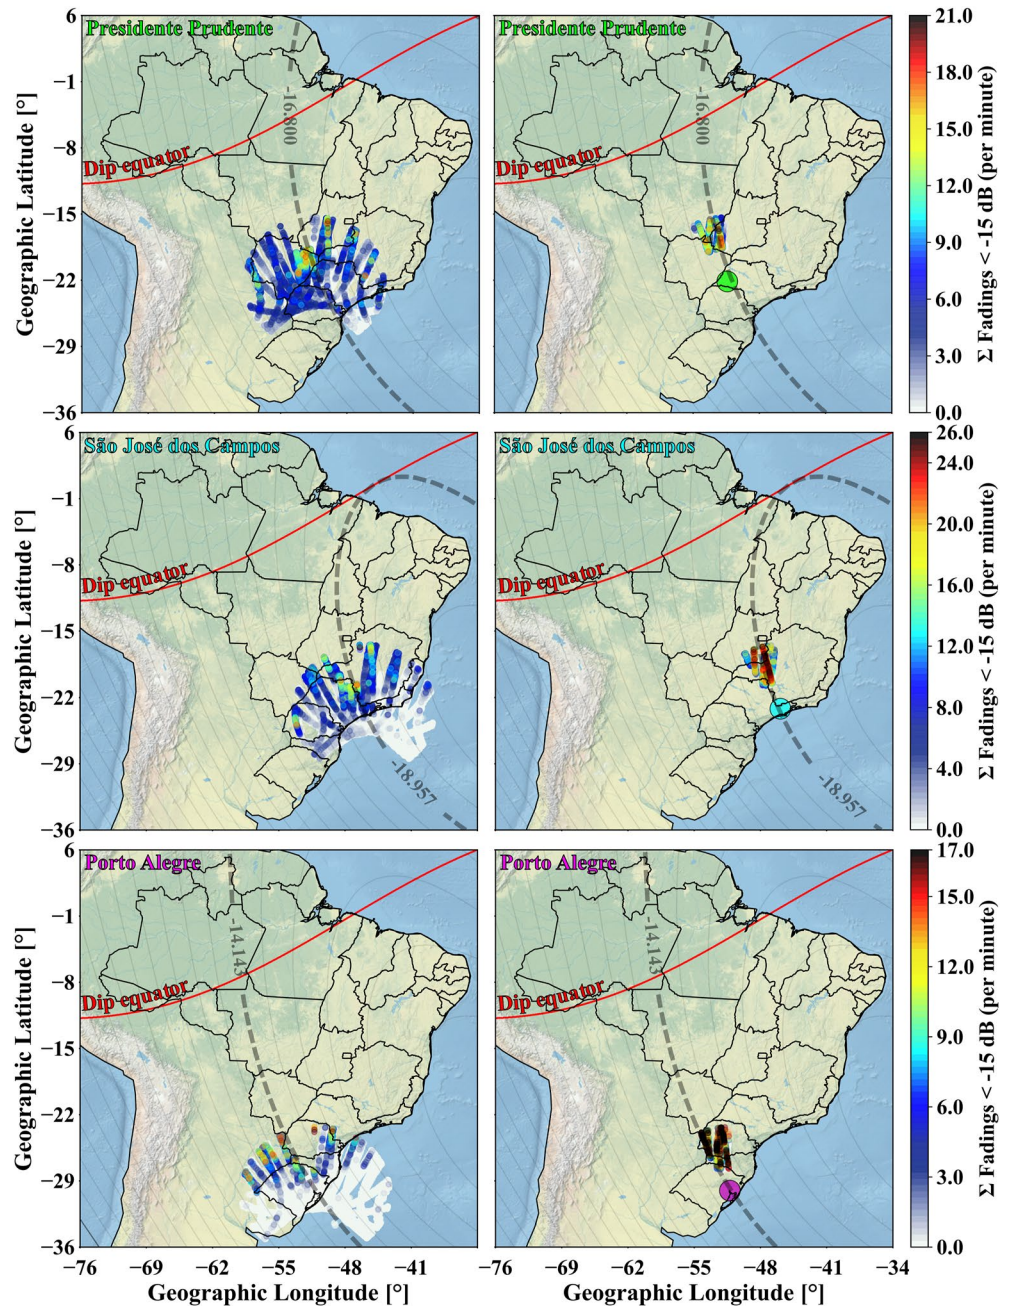 6
−1
−8
−15
−22
−29
−36
Geographic Latitude [°]
Presidente Prudente
-16.800
Dip equator
Presidente Prudente
-16.800
Dip equator
21.0
18.0
15.0
12.0
9.0
6.0
3.0
0.0
Σ Fadings < -15 dB (per minute)
6
−1
−8
−15
−22
−29
−36
Geographic Latitude [°]
São José dos Campos
Dip equator
-18.957
São José dos Campos
Dip equator
-18.957
26.0
24.0
20.0
16.0
12.0
8.0
4.0
0.0
Σ Fadings < -15 dB (per minute)
6
−1
−8
−15
−22
−29
−36
Geographic Latitude [°]
Porto Alegre
-14.143
Dip equator
Porto Alegre
-14.143
Dip equator
17.0
15.0
12.0
9.0
6.0
3.0
0.0
Σ Fadings < -15 dB (per minute)
−76 −69 −62 −55 −48 −41
Geographic Longitude [°]
−62 −55 −48 −41 −34
Geographic Longitude [°]